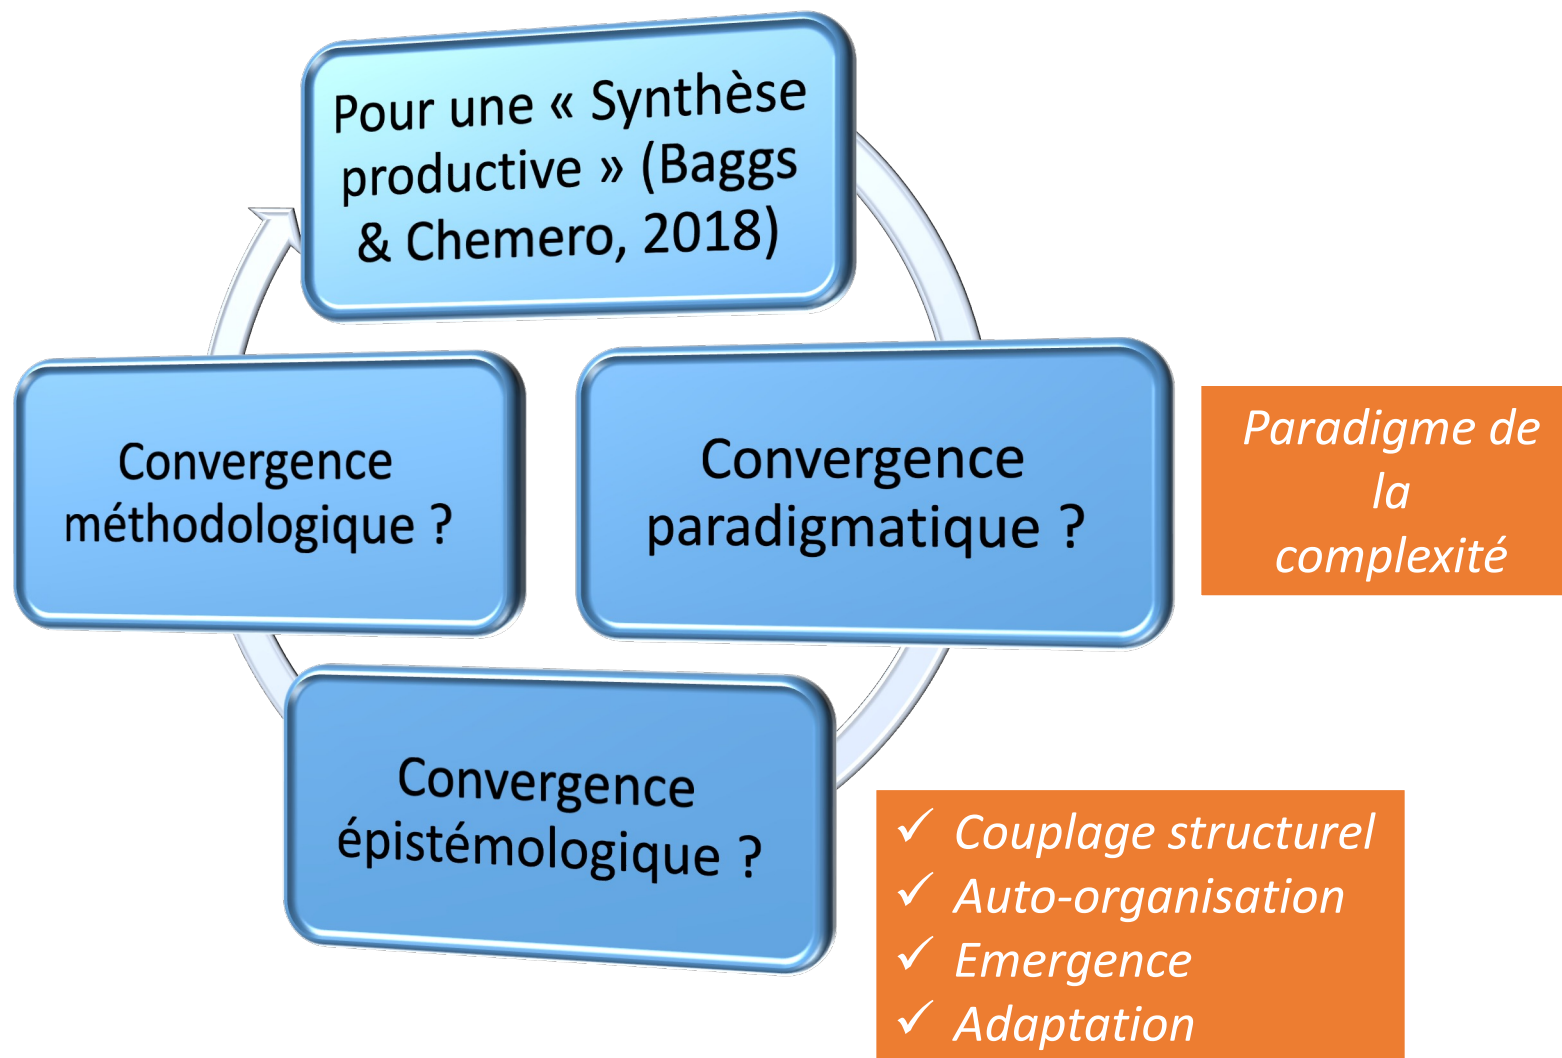 Pour une « Synthèse
productive » (Baggs
& Chemero, 2018)
Convergence
méthodologique ?
Convergence
paradigmatique ?
Paradigme de
la
complexité
Convergence
épistémologique ?
✓ Couplage structurel
✓ Auto-organisation
✓ Emergence
✓ Adaptation